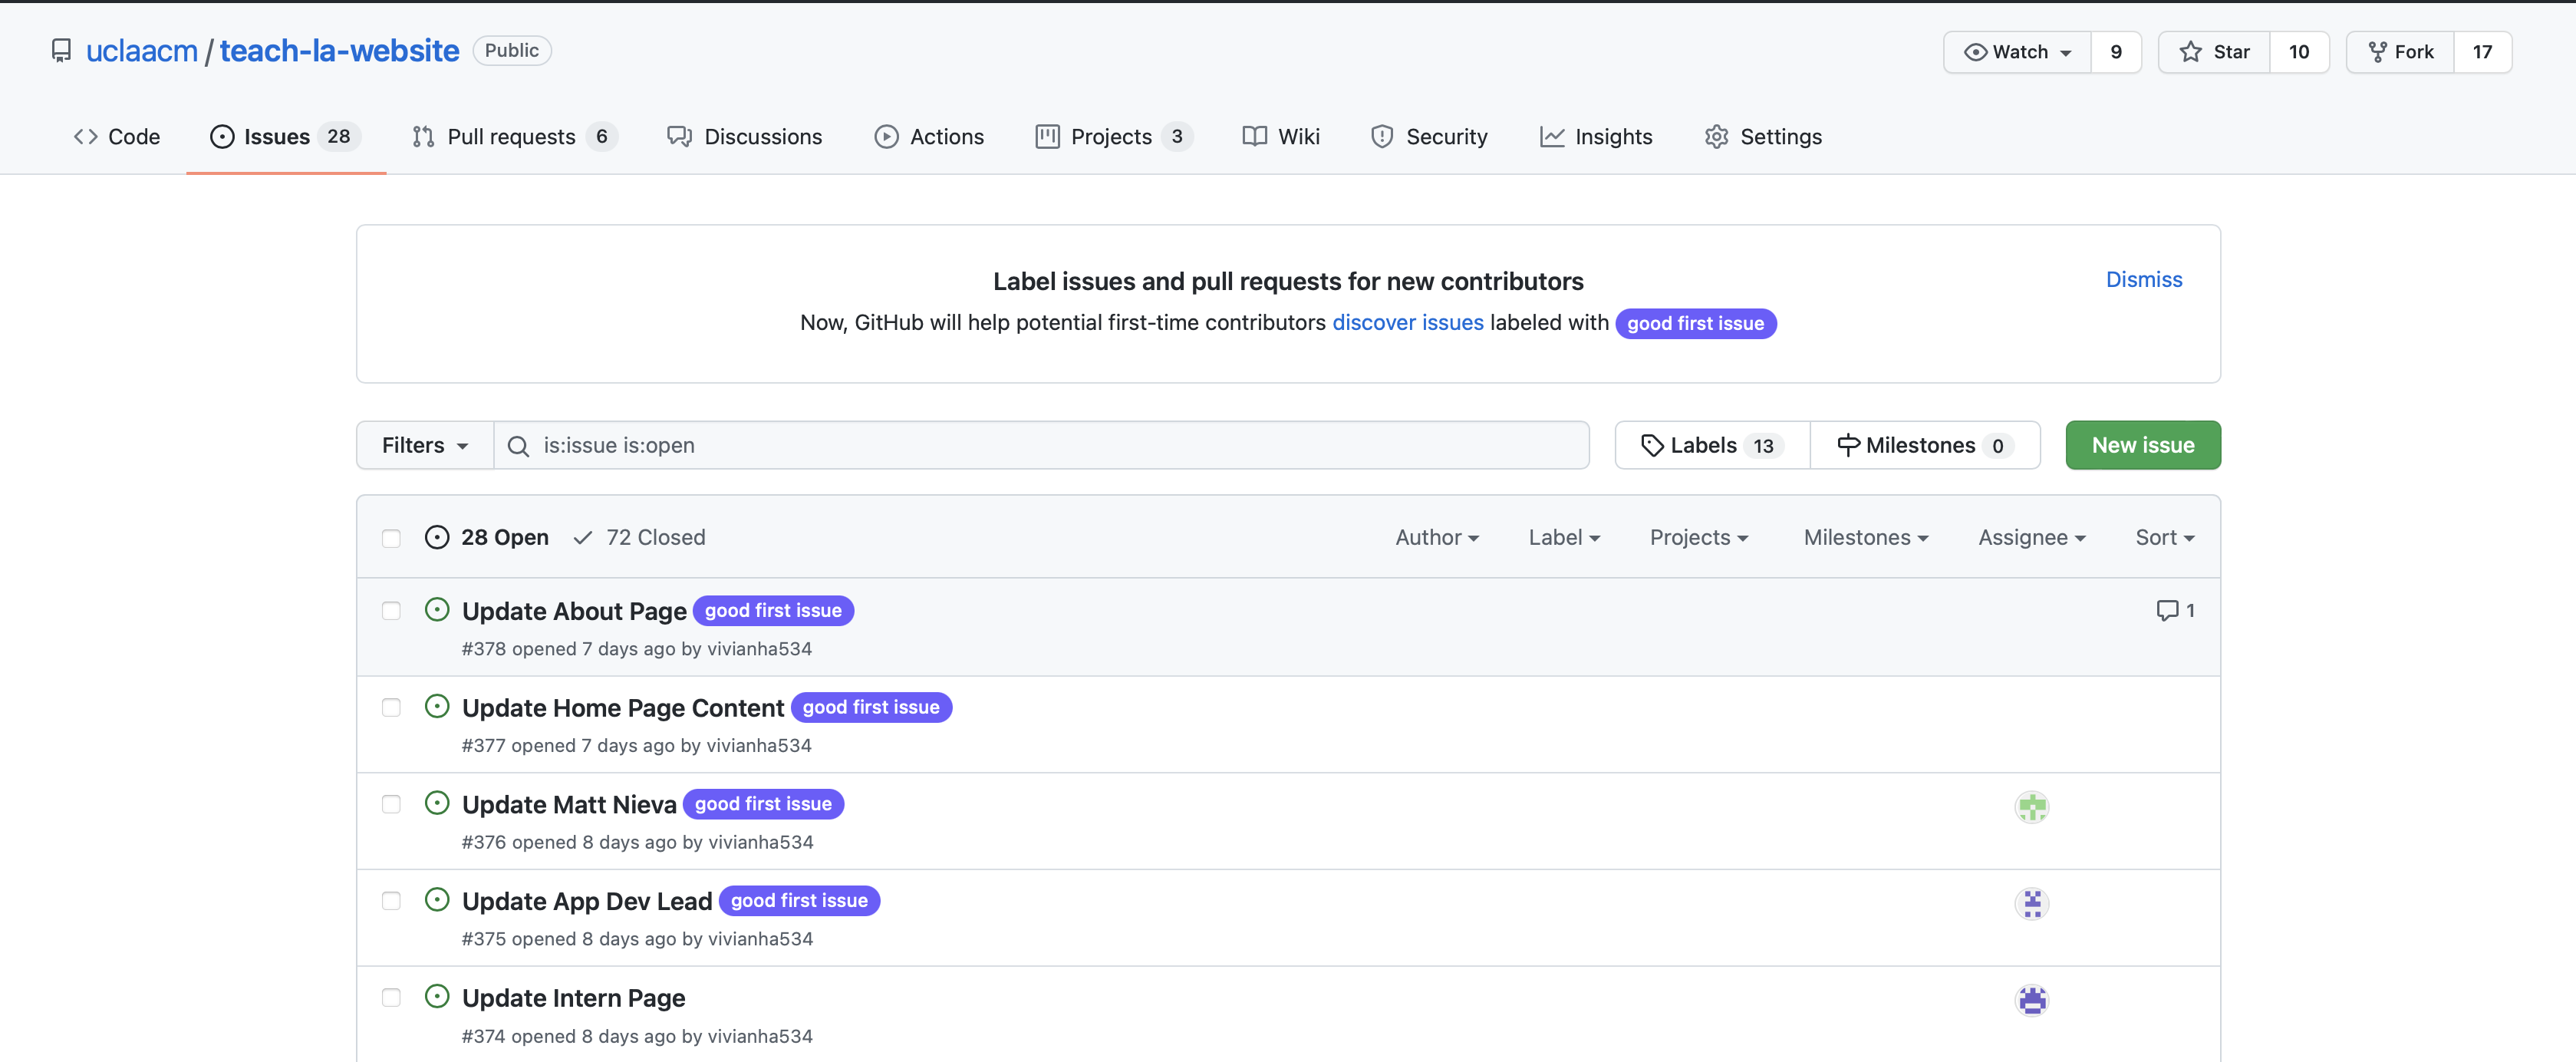 uclaacm / teach-la-website Public Watch 9 Star 10 Fork 17
Code Issues 28 Pull requests 6 Discussions Actions Projects 3 Wiki Security Insights Settings
Label issues and pull requests for new contributors Dismiss
Now, GitHub will help potential first-time contributors discover issues labeled with good first issue
Filters is:issue is:open Labels 13 Milestones 0 New issue
28 Open 72 Closed Author Label Projects Milestones Assignee Sort
Update About Page good first issue 1
#378 opened 7 days ago by vivianha534
Update Home Page Content good first issue
#377 opened 7 days ago by vivianha534
Update Matt Nieva good first issue
#376 opened 8 days ago by vivianha534
Update App Dev Lead good first issue
#375 opened 8 days ago by vivianha534
Update Intern Page
#374 opened 8 days ago by vivianha534